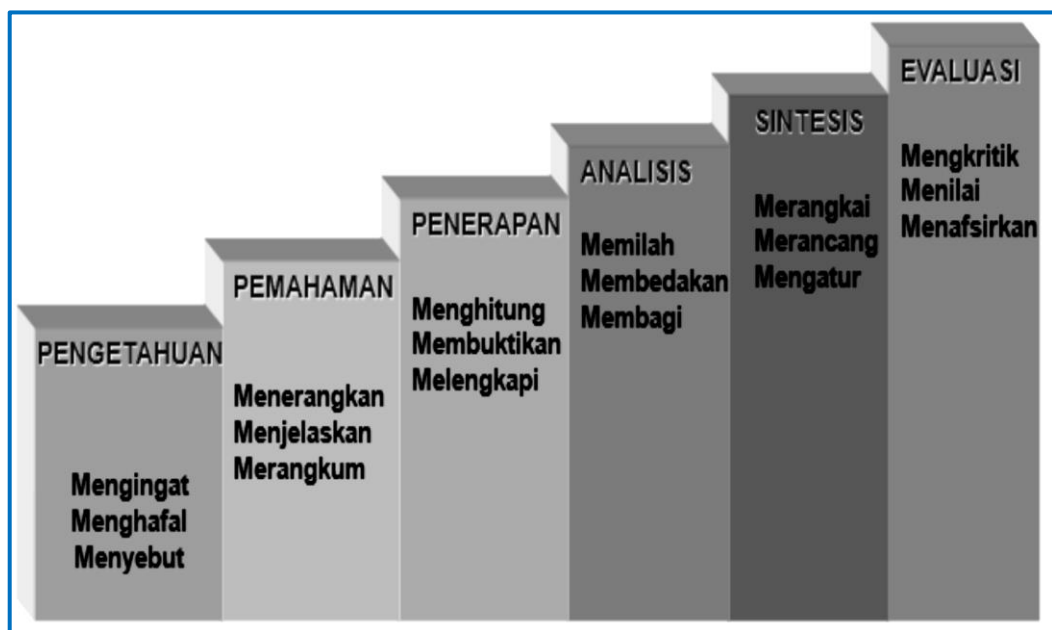 PENGETAHUAN
Mengingat
Menghafal
Menyebut
PEMAHAMAN
Menerangkan
Menjelaskan
Merangkum
PENERAPAN
Menghitung
Membuktikan
Melengkapi
ANALISIS
Memilah
Membedakan
Membagi
SINTESIS
Merangkai
Merancang
Mengatur
EVALUASI
Mengkritik
Menilai
Menafsirkan